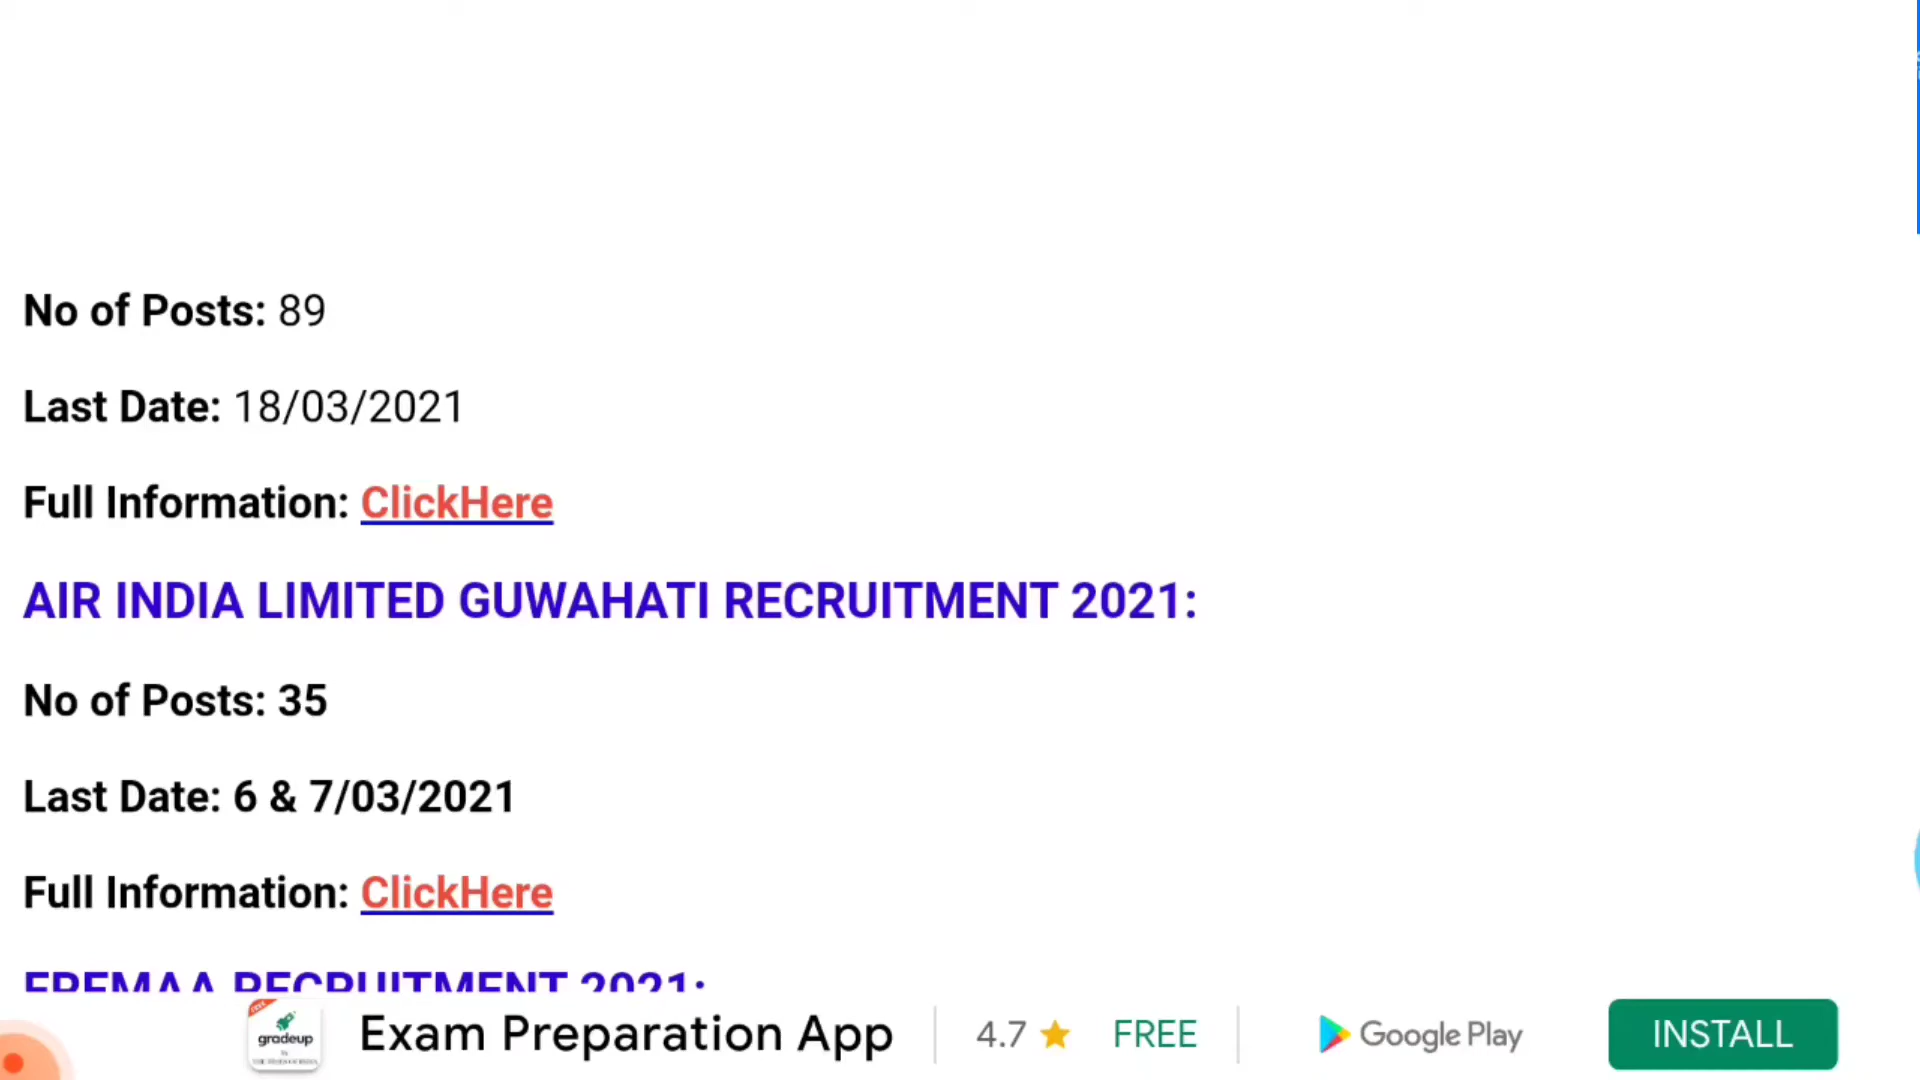 No of Posts: 89
Last Date: 18/03/2021
Full Information: ClickHere
AIR INDIA LIMITED GUWAHATI RECRUITMENT 2021:
No of Posts: 35
Last Date: 6 & 7/03/2021
Full Information: ClickHere
RECRUITMENT 2021:
gradeup
Exam Preparation App
4.7
FREE
Google Play
INSTALL